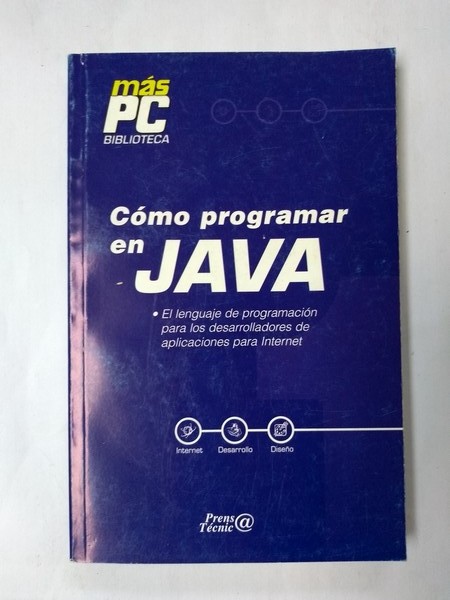 más
PC
BIBLIOTECA
Cómo programar
en JAVA
• El lenguaje de programación
para los desarrolladores de
aplicaciones para Internet
Internet Desarrollo Diseño
Prens
Técnic@